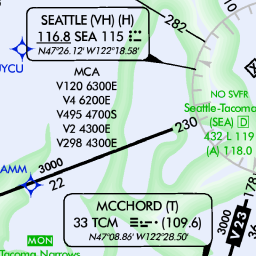 SEATTLE (VH) (H)
116.8 SEA 115
N47°26.12' W122°18.58'
282
JYCU
MCA
V120 6300E
V4 6200E
V495 4700S
V2 4300E
V298 4300E
NO SVFR
Seattle-Tacoma
(SEA) D
432 L 119
(A) 118.0
230
AMM
3000
22
178
MCCHORD (T)
33 TCM (109.6)
N47°08.86' W122°28.50'
3000
V23
MON
Tacoma Narrows